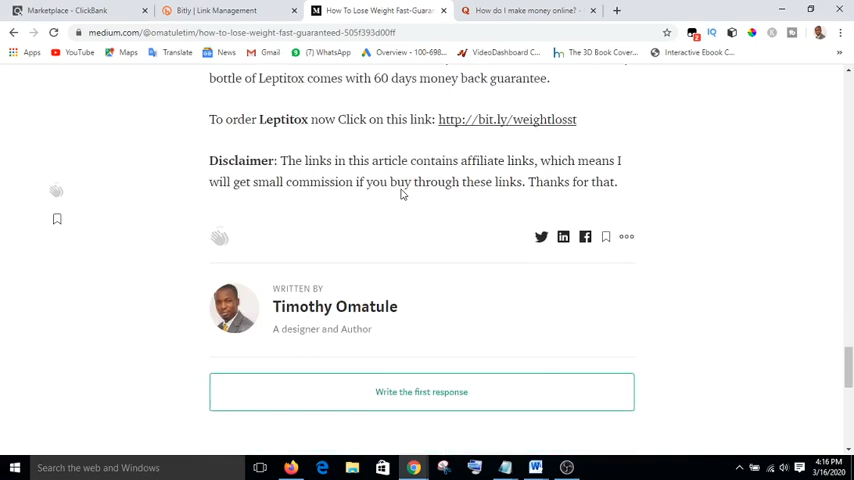 Marketplace - ClickBank
Bitly | Link Management
How To Lose Weight Fast-Guaran
How do I make money online? -
medium.com/@omatuletim/how-to-lose-weight-fast-guaranteed-505f393d00ff
Apps YouTube Maps Translate News Gmail (7) WhatsApp Overview - 100-698... VideoDashboard C... The 3D Book Cover... Interactive Ebook C...
bottle of Leptitox comes with 60 days money back guarantee.
To order Leptitox now Click on this link: http://bit.ly/weightlosst
Disclaimer: The links in this article contains affiliate links, which means I
will get small commission if you buy through these links. Thanks for that.
WRITTEN BY
Timothy Omatule
A designer and Author
Write the first response
Search the web and Windows
4:16 PM
3/16/2020